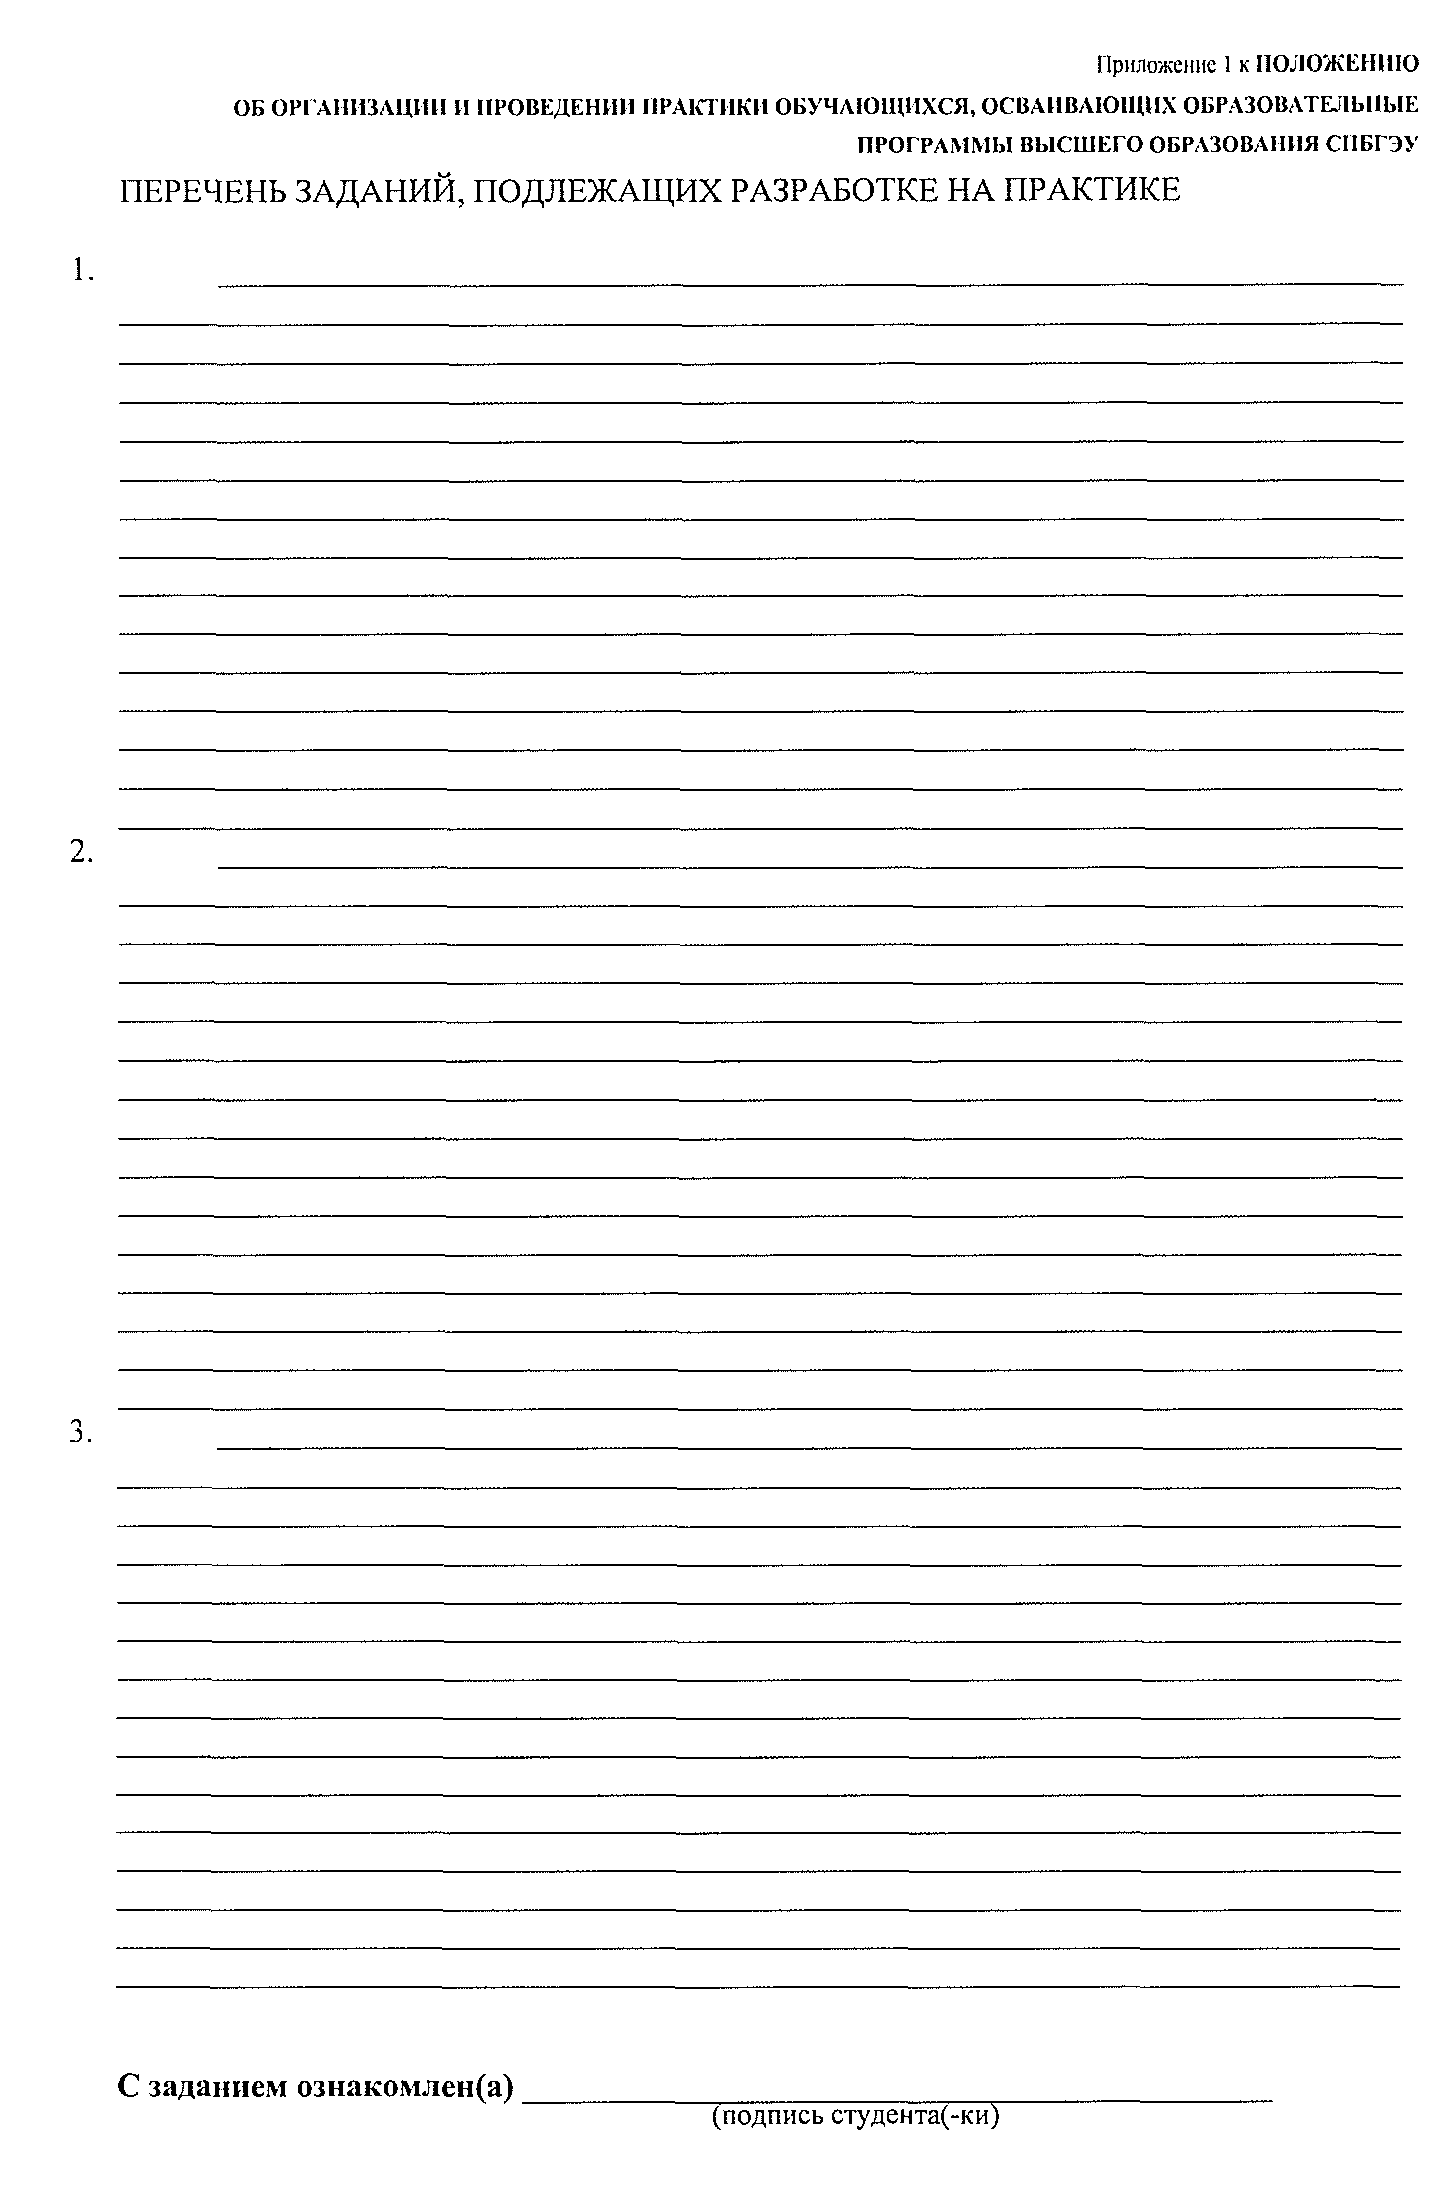 Приложение 1 к ПОЛОЖЕНИЮ
ОБ ОРГАНИЗАЦИИ И ПРОВЕДЕНИИ ПРАКТИКИ ОБУЧАЮЩИХСЯ, ОСВАИВАЮЩИХ ОБРАЗОВАТЕЛЬНЫЕ
ПРОГРАММЫ ВЫСШЕГО ОБРАЗОВАНИЯ СПБГЭУ
ПЕРЕЧЕНЬ ЗАДАНИЙ, ПОДЛЕЖАЩИХ РАЗРАБОТКЕ НА ПРАКТИКЕ
1.
2.
3.
С заданием ознакомлен(а)
(подпись студента(-ки)